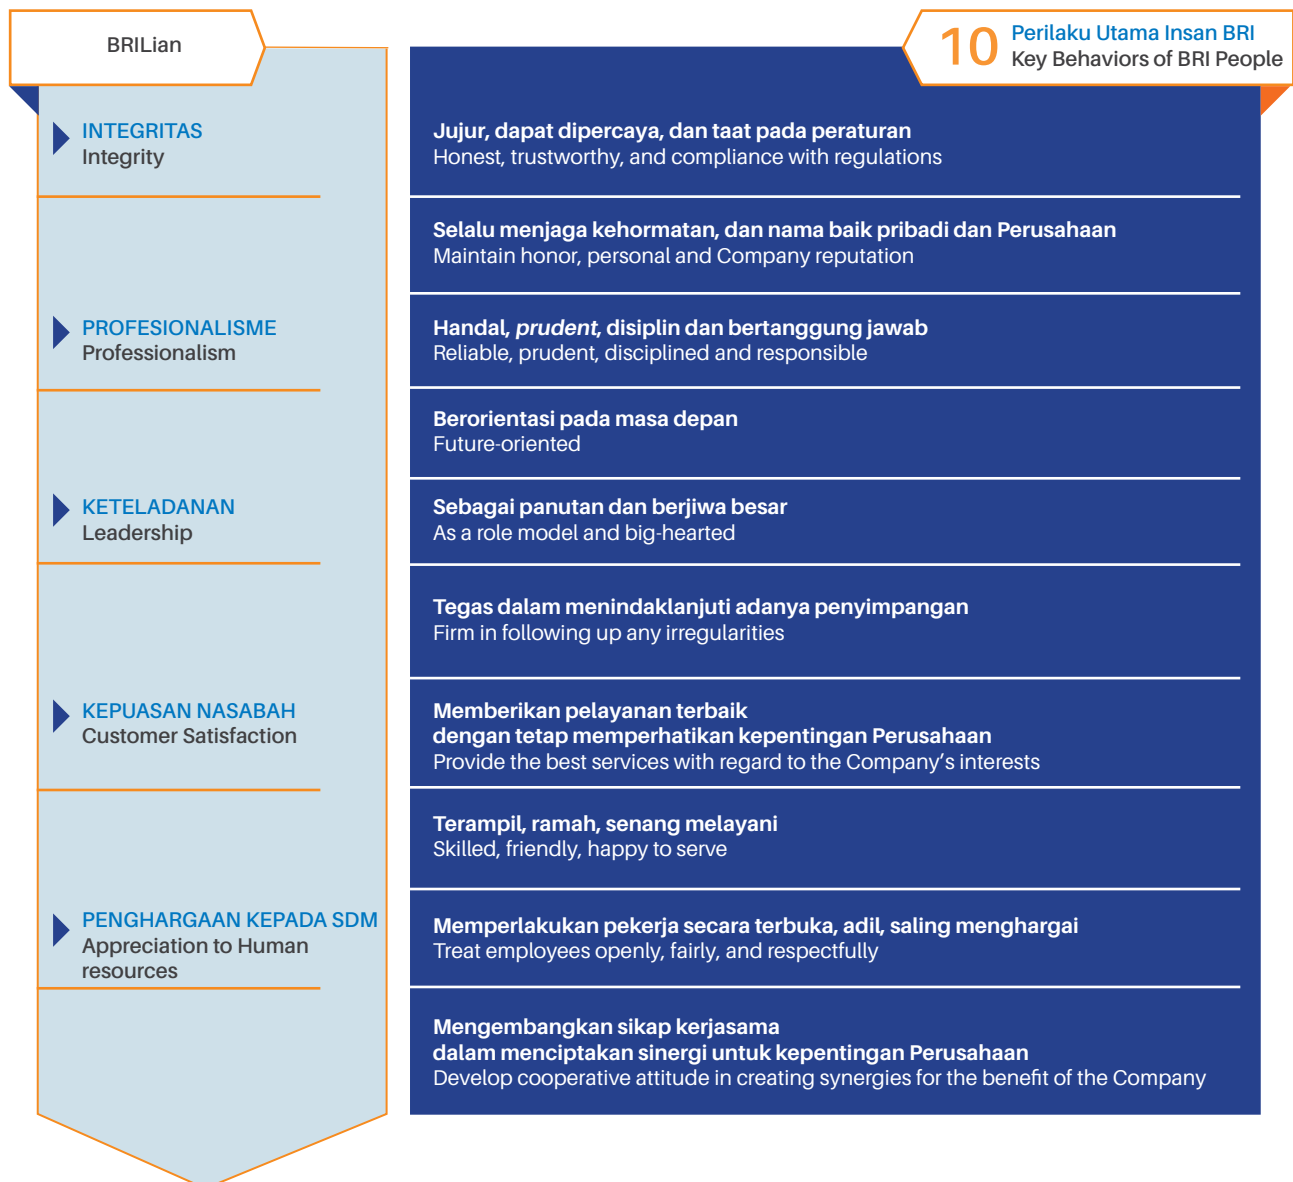 BRILian
10
Perilaku Utama Insan BRI
Key Behaviors of BRI People
INTEGRITAS
Integrity
Jujur, dapat dipercaya, dan taat pada peraturan
Honest, trustworthy, and compliance with regulations
Selalu menjaga kehormatan, dan nama baik pribadi dan Perusahaan
Maintain honor, personal and Company reputation
PROFESIONALISME
Professionalism
Handal, prudent, disiplin dan bertanggung jawab
Reliable, prudent, disciplined and responsible
Berorientasi pada masa depan
Future-oriented
KETELADANAN
Leadership
Sebagai panutan dan berjiwa besar
As a role model and big-hearted
Tegas dalam menindaklanjuti adanya penyimpangan
Firm in following up any irregularities
KEPUASAN NASABAH
Customer Satisfaction
Memberikan pelayanan terbaik
dengan tetap memperhatikan kepentingan Perusahaan
Provide the best services with regard to the Company's interests
Terampil, ramah, senang melayani
Skilled, friendly, happy to serve
PENGHARGAAN KEPADA SDM
Appreciation to Human
resources
Memperlakukan pekerja secara terbuka, adil, saling menghargai
Treat employees openly, fairly, and respectfully
Mengembangkan sikap kerjasama
dalam menciptakan sinergi untuk kepentingan Perusahaan
Develop cooperative attitude in creating synergies for the benefit of the Company